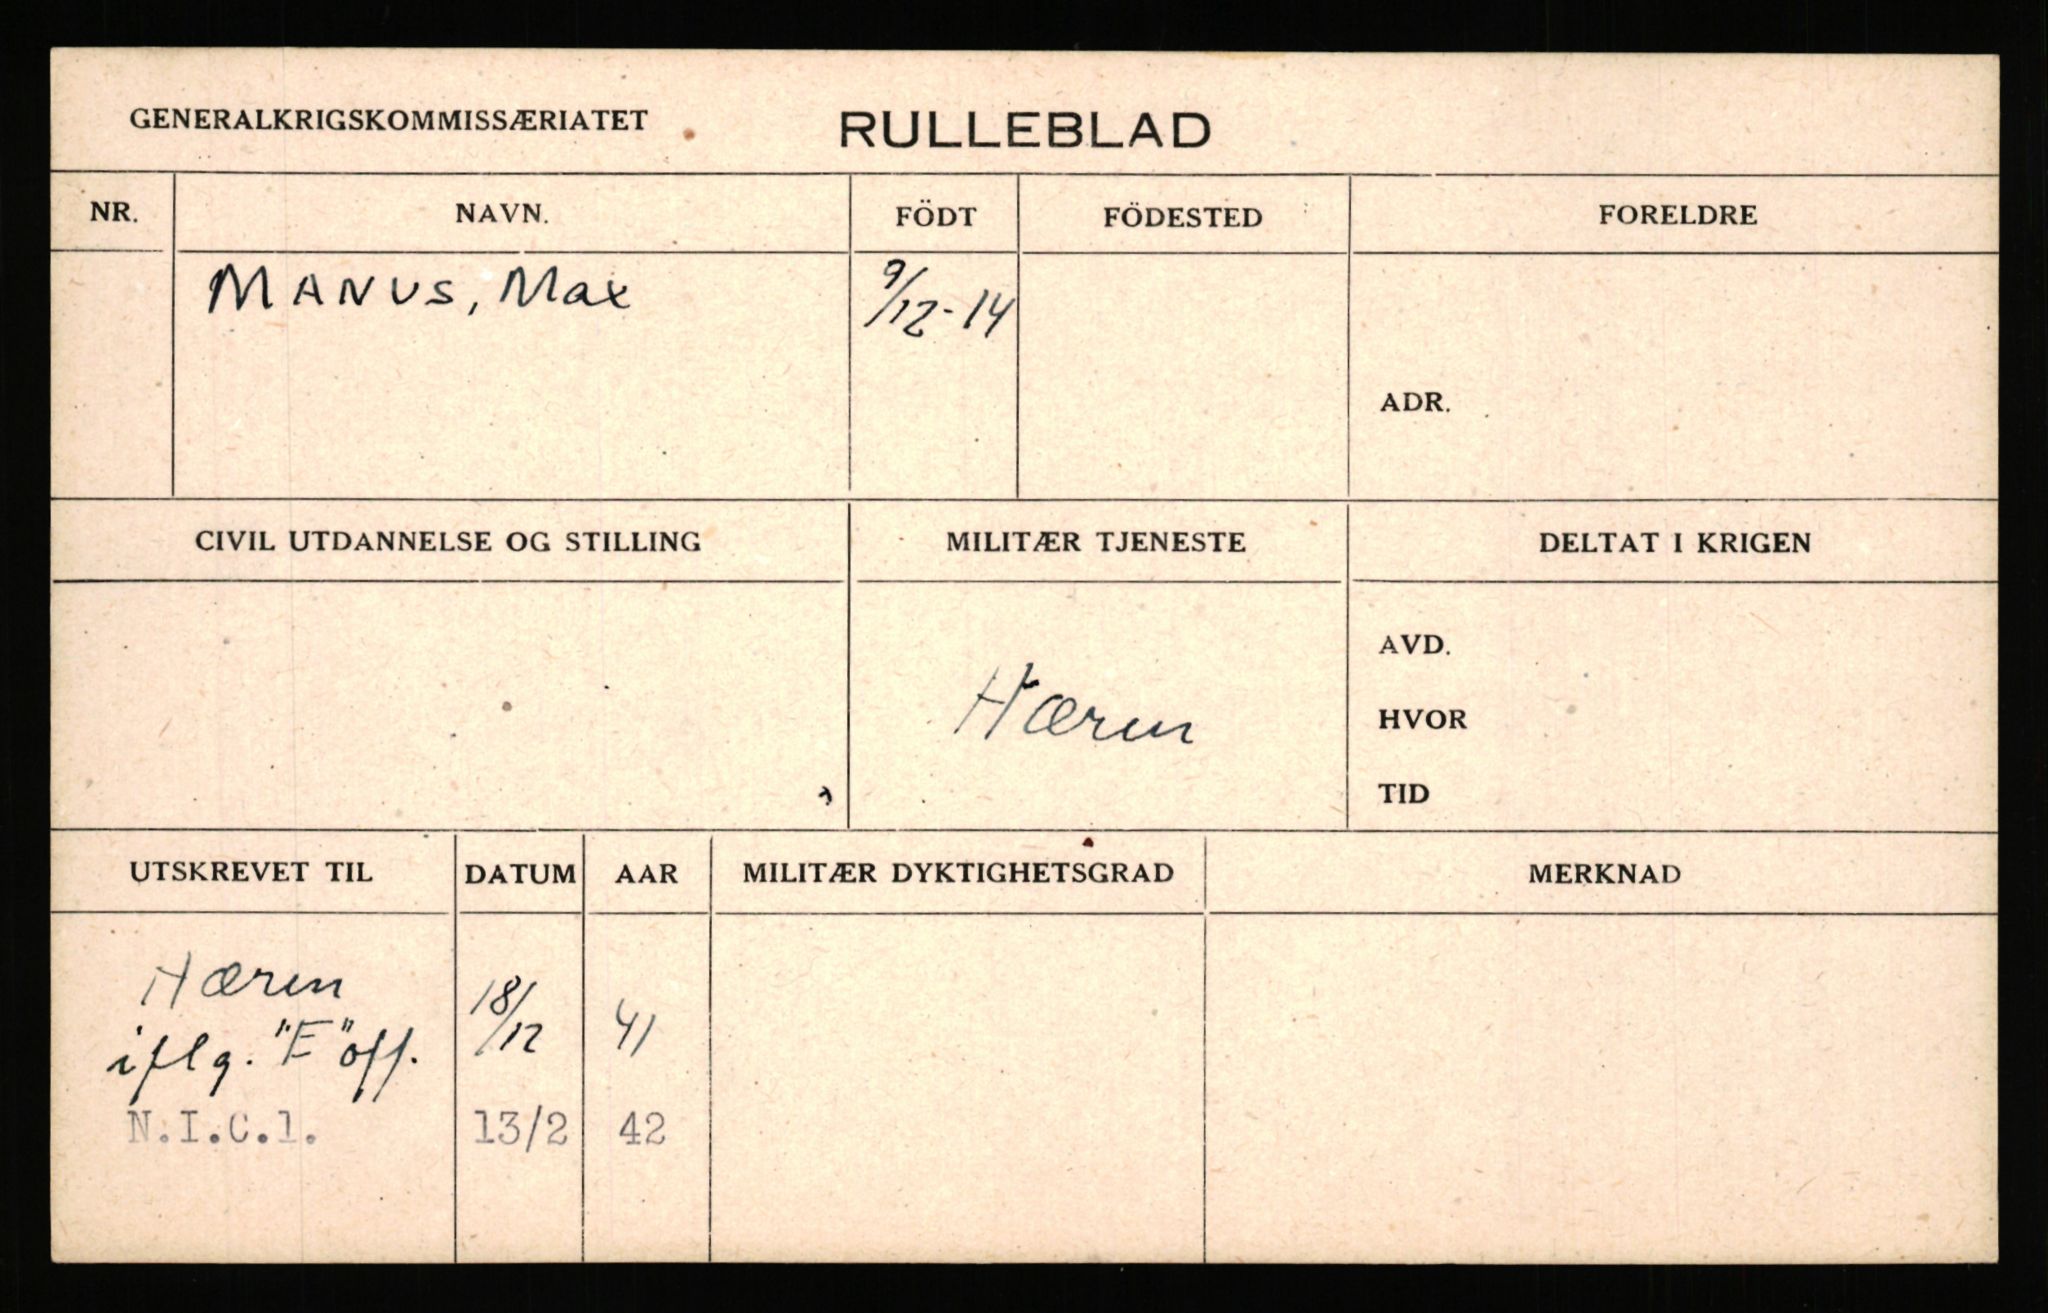 GENERALKRIGSKOMMISSÆRIATET RULLEBLAD
NR. NAVN. FÖDT FÖDESTED FORELDRE
MANUS, Max 9/12-14
ADR.
CIVIL UTDANNELSE OG STILLING MILITÆR TJENESTE DELTAT I KRIGEN
AVD.
Hæren HVOR
TID
UTSKREVET TIL DATUM AAR MILITÆR DYKTIGHETSGRAD MERKNAD
Hæren 18/12 41
iflg. "E" off.
N.I.C.1. 13/2 42